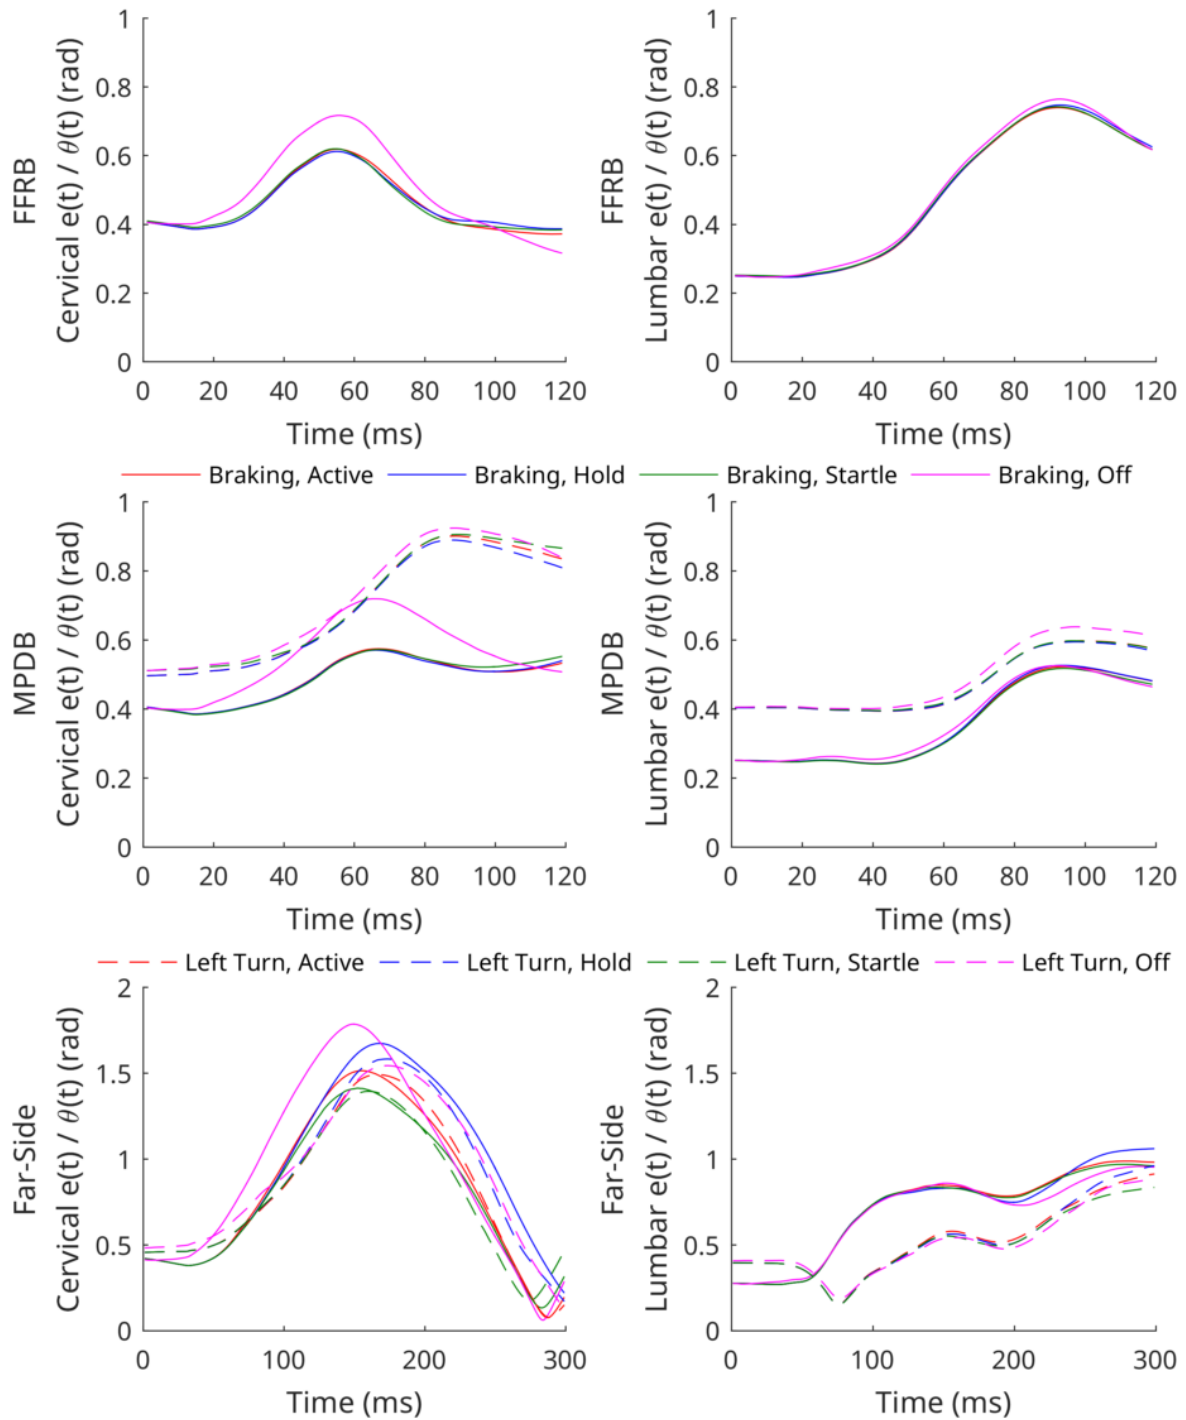 1
0.8
0.6
0.4
0.2
0
0 20 40 60 80 100 120
Time (ms)
FFRB
Cervical e(t) / θ(t) (rad)
1
0.8
0.6
0.4
0.2
0
0 20 40 60 80 100 120
Time (ms)
FFRB
Lumbar e(t) / θ(t) (rad)
Braking, Active Braking, Hold Braking, Startle Braking, Off
1
0.8
0.6
0.4
0.2
0
0 20 40 60 80 100 120
Time (ms)
MPDB
Cervical e(t) / θ(t) (rad)
1
0.8
0.6
0.4
0.2
0
0 20 40 60 80 100 120
Time (ms)
MPDB
Lumbar e(t) / θ(t) (rad)
Left Turn, Active Left Turn, Hold Left Turn, Startle Left Turn, Off
2
1.5
1
0.5
0
0 100 200 300
Time (ms)
Far-Side
Cervical e(t) / θ(t) (rad)
2
1.5
1
0.5
0
0 100 200 300
Time (ms)
Far-Side
Lumbar e(t) / θ(t) (rad)